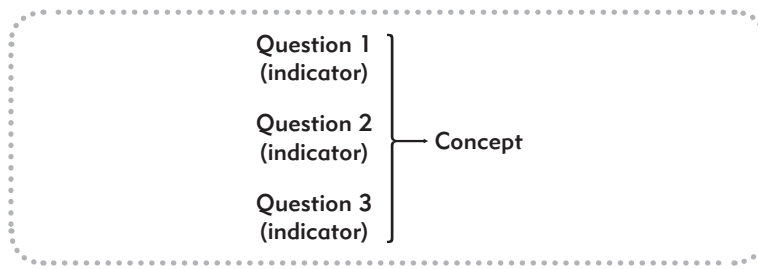 Question 1
(indicator)
Question 2
(indicator)
Concept
Question 3
(indicator)